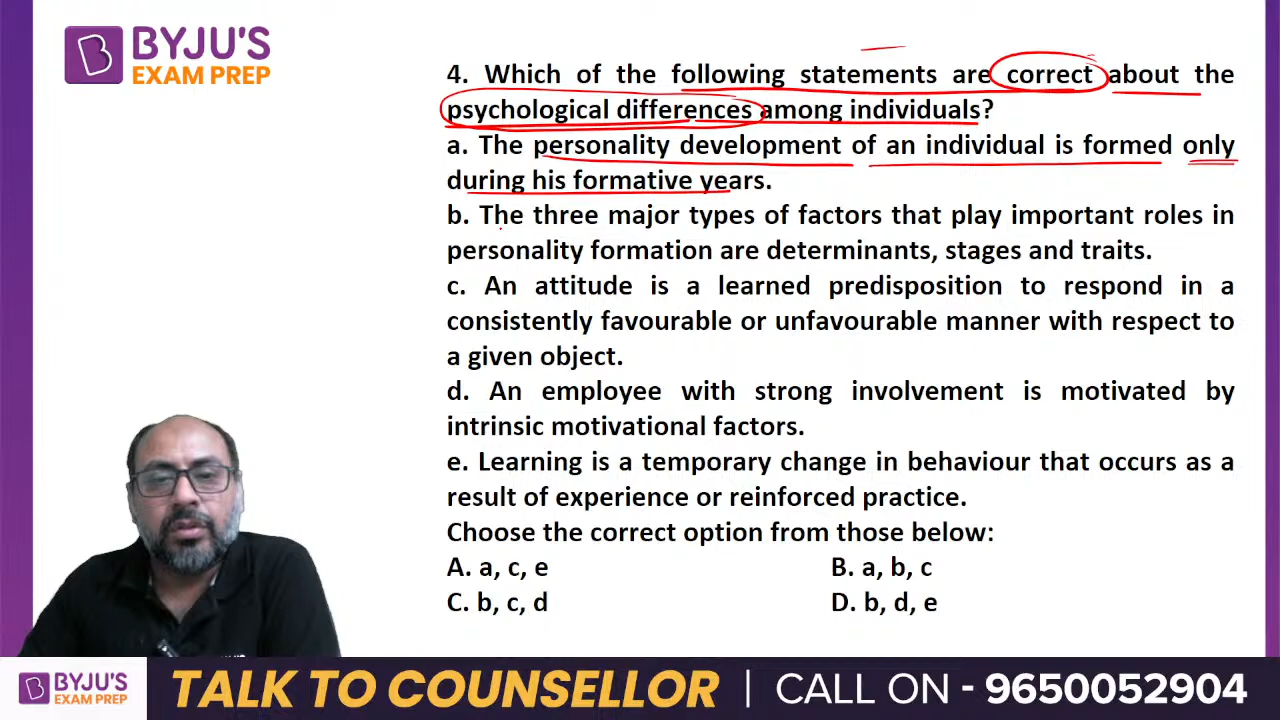 BYJU'S
EXAM PREP
4. Which of the following statements are correct about the
psychological differences among individuals?
a. The personality development of an individual is formed only
during his formative years.
b. The three major types of factors that play important roles in
personality formation are determinants, stages and traits.
c. An attitude is a learned predisposition to respond in a
consistently favourable or unfavourable manner with respect to
a given object.
d. An employee with strong involvement is motivated by
intrinsic motivational factors.
e. Learning is a temporary change in behaviour that occurs as a
result of experience or reinforced practice.
Choose the correct option from those below:
A. a, c, e B. a, b, c
C. b, c, d D. b, d, e
BYJU'S
EXAM PREP
TALK TO COUNSELLOR | CALL ON - 9650052904